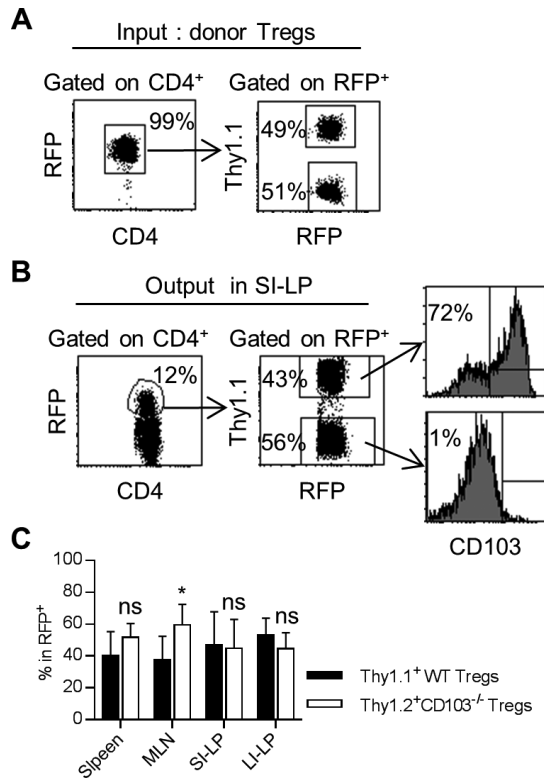 A
Input : donor Tregs
Gated on CD4+
Gated on RFP+
99%
RFP
CD4
Thy1.1
49%
51%
RFP
B
Output in SI-LP
Gated on CD4+
Gated on RFP+
12%
RFP
CD4
Thy1.1
43%
56%
RFP
72%
1%
CD103
C
% in RFP+
100
80
60
40
20
0
ns
*
ns
ns
Slpeen
MLN
SI-LP
LI-LP
Thy1.1+ WT Tregs
Thy1.2+CD103-/- Tregs